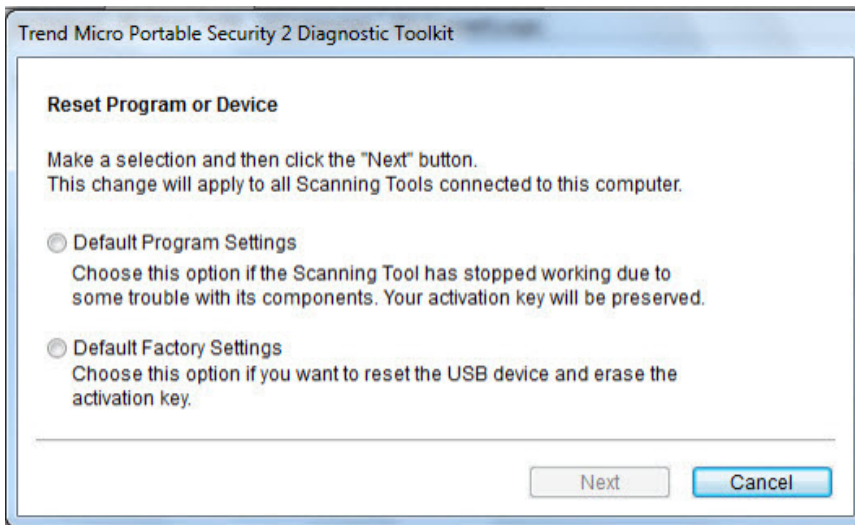 Trend Micro Portable Security 2 Diagnostic Toolkit
Reset Program or Device
Make a selection and then click the "Next" button.
This change will apply to all Scanning Tools connected to this computer.
Default Program Settings
Choose this option if the Scanning Tool has stopped working due to
some trouble with its components. Your activation key will be preserved.
Default Factory Settings
Choose this option if you want to reset the USB device and erase the
activation key.
Next
Cancel